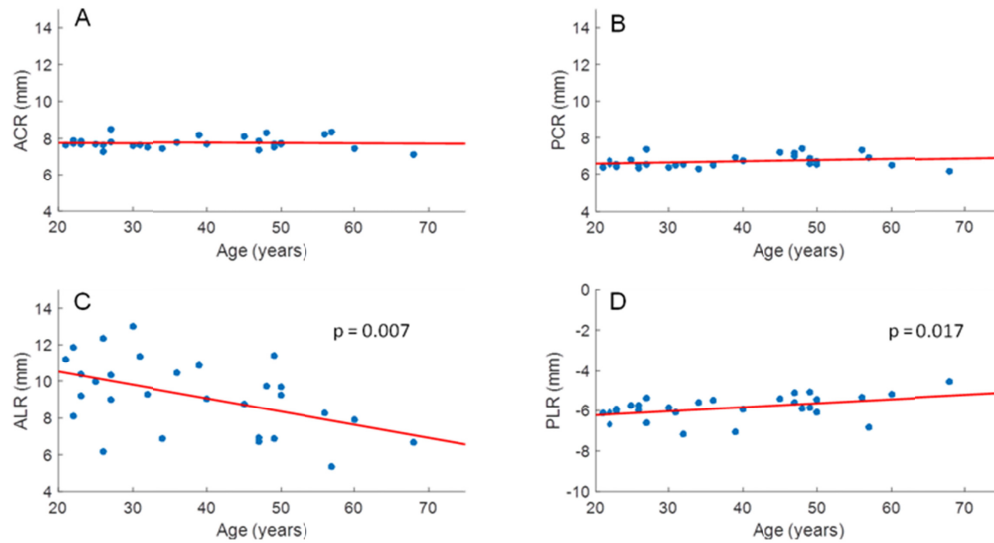 A
14
12
10
8
6
4
ACR (mm)
20 30 40 50 60 70
Age (years)
B
14
12
10
8
6
4
PCR (mm)
20 30 40 50 60 70
Age (years)
C
p = 0.007
14
12
10
8
6
4
ALR (mm)
20 30 40 50 60 70
Age (years)
D
p = 0.017
0
-2
-4
-6
-8
-10
PLR (mm)
20 30 40 50 60 70
Age (years)